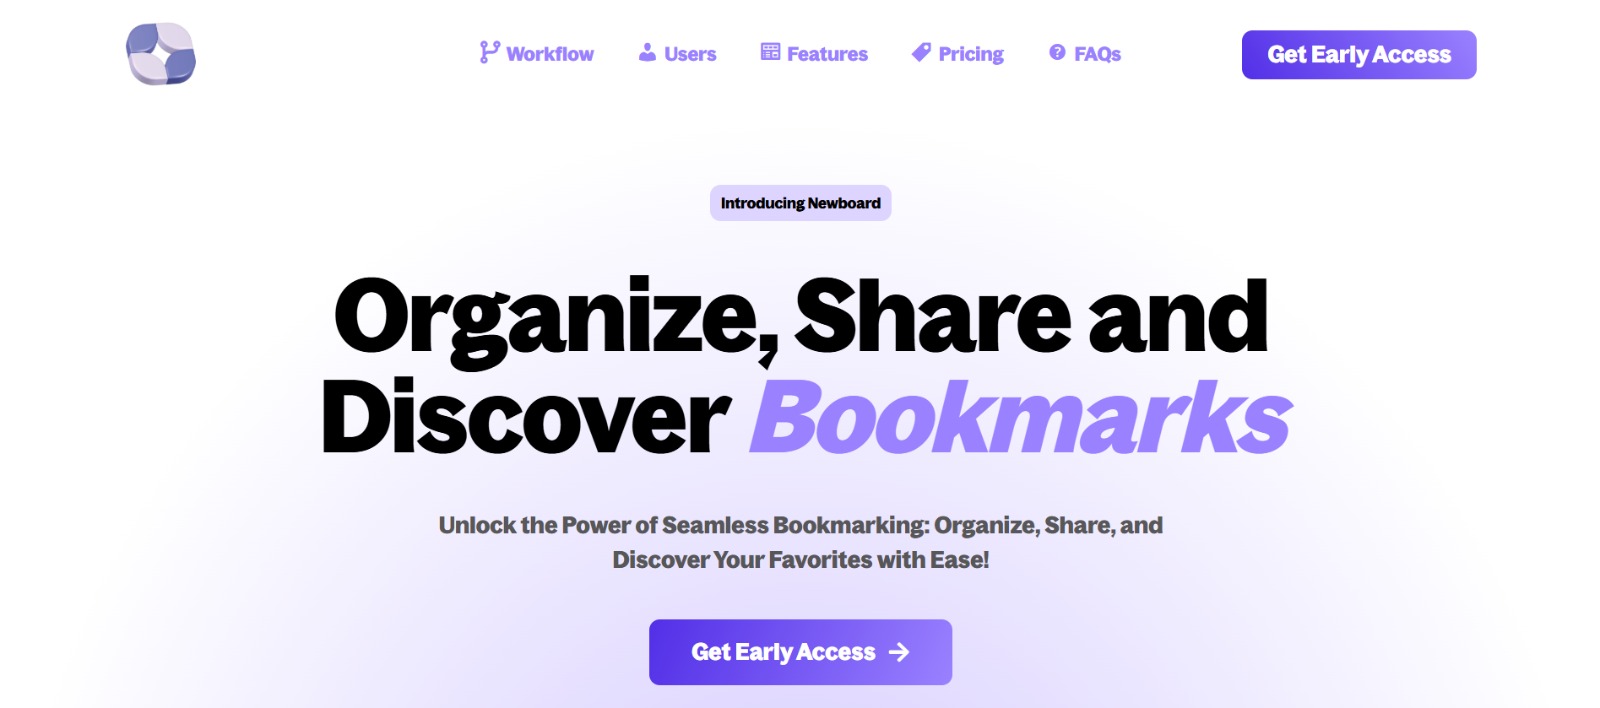 Workflow Users Features Pricing FAQs Get Early Access
Introducing Newboard
Organize, Share and
Discover Bookmarks
Unlock the Power of Seamless Bookmarking: Organize, Share, and
Discover Your Favorites with Ease!
Get Early Access →